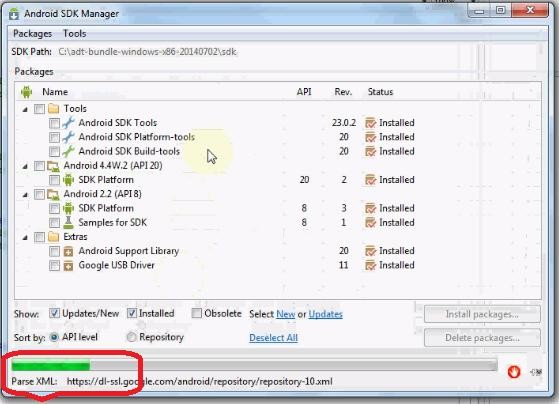 Android SDK Manager
Packages Tools
SDK Path: C:\adt-bundle-windows-x86-20140702\sdk
Packages
Name API Rev. Status
Tools
Android SDK Tools 23.0.2 Installed
Android SDK Platform-tools 20 Installed
Android SDK Build-tools 20 Installed
Android 4.4W.2 (API 20)
SDK Platform 20 2 Installed
Android 2.2 (API 8)
SDK Platform 8 3 Installed
Samples for SDK 8 1 Installed
Extras
Android Support Library 20 Installed
Google USB Driver 11 Installed
Show: Updates/New Installed Obsolete Select New or Updates Install packages...
Sort by: API level Repository Deselect All Delete packages...
Parse XML: https://dl-ssl.google.com/android/repository/repository-10.xml